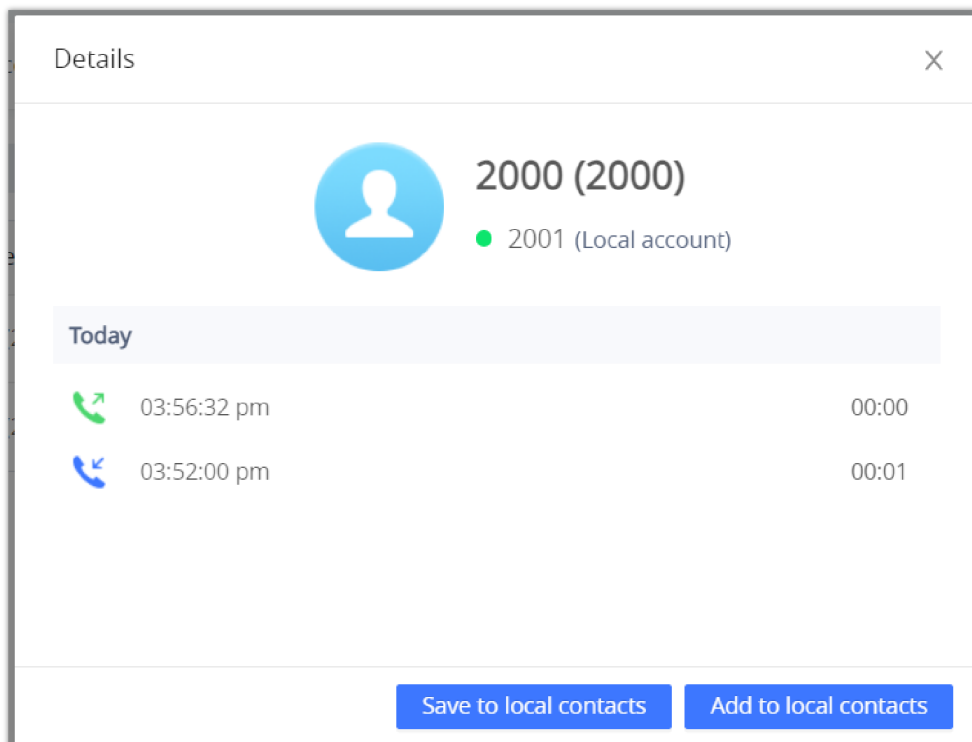 Details
2000 (2000)
2001 (Local account)
Today
03:56:32 pm 00:00
03:52:00 pm 00:01
Save to local contacts Add to local contacts